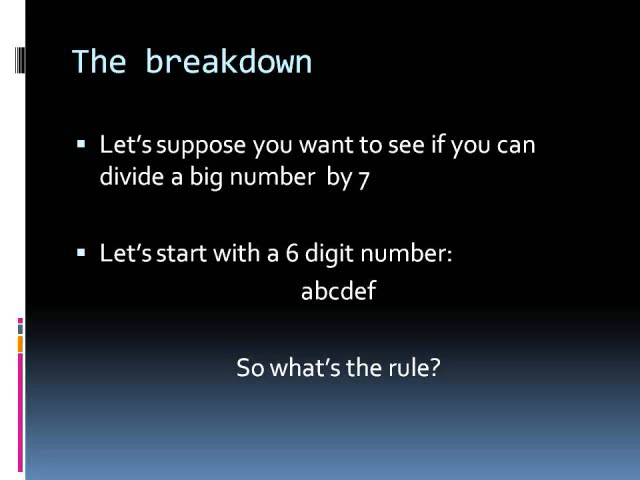 The breakdown
Let's suppose you want to see if you can
divide a big number by 7
Let's start with a 6 digit number:
abcdef
So what's the rule?